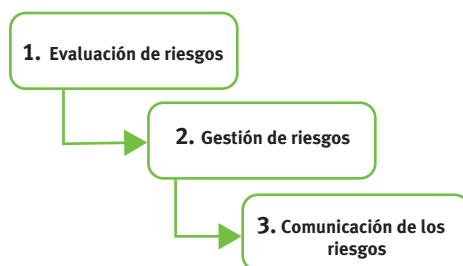 1. Evaluación de riesgos
2. Gestión de riesgos
3. Comunicación de los
riesgos